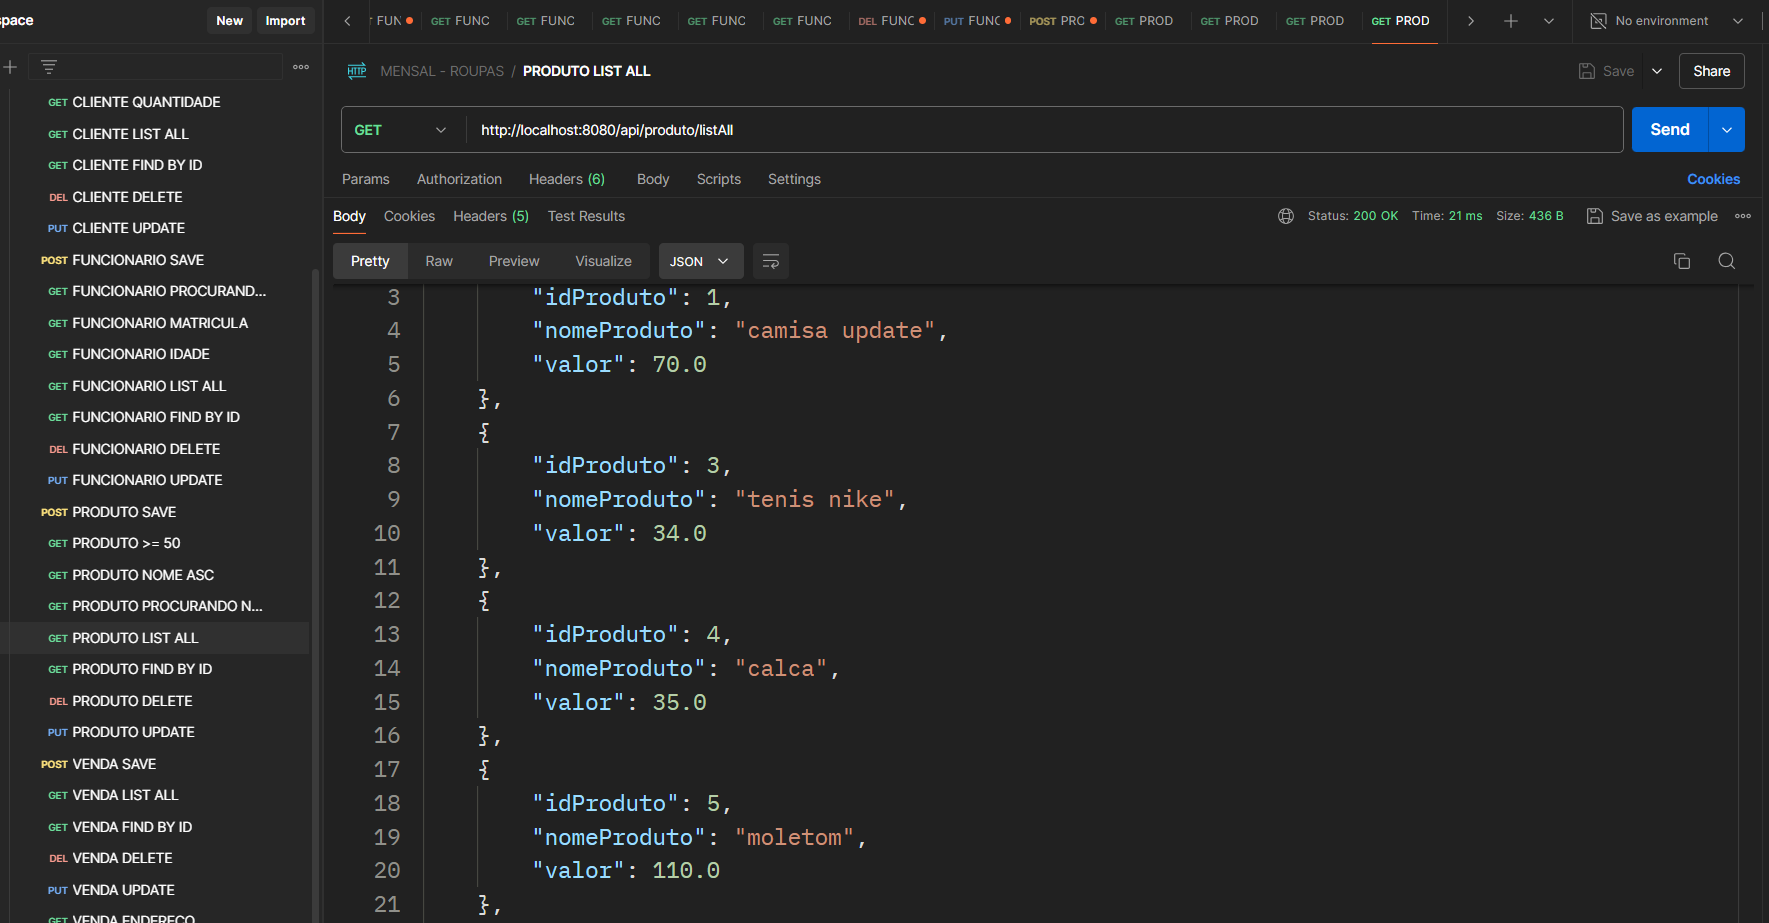 space
New
Import
FUNC
GET FUNC
GET FUNC
GET FUNC
GET FUNC
GET FUNC
DEL FUNC
PUT FUNC
POST PRO
GET PROD
GET PROD
GET PROD
GET PROD
No environment
HTTP MENSAL - ROUPAS / PRODUTO LIST ALL
Save
Share
GET
http://localhost:8080/api/produto/listAll
Send
Params Authorization Headers (6) Body Scripts Settings
Cookies
Body Cookies Headers (5) Test Results
Status: 200 OK Time: 21 ms Size: 436 B
Save as example
Pretty Raw Preview Visualize
JSON
GET CLIENTE QUANTIDADE
GET CLIENTE LIST ALL
GET CLIENTE FIND BY ID
DEL CLIENTE DELETE
PUT CLIENTE UPDATE
POST FUNCIONARIO SAVE
GET FUNCIONARIO PROCURAND...
GET FUNCIONARIO MATRICULA
GET FUNCIONARIO IDADE
GET FUNCIONARIO LIST ALL
GET FUNCIONARIO FIND BY ID
DEL FUNCIONARIO DELETE
PUT FUNCIONARIO UPDATE
POST PRODUTO SAVE
GET PRODUTO >= 50
GET PRODUTO NOME ASC
GET PRODUTO PROCURANDO N...
GET PRODUTO LIST ALL
GET PRODUTO FIND BY ID
DEL PRODUTO DELETE
PUT PRODUTO UPDATE
POST VENDA SAVE
GET VENDA LIST ALL
GET VENDA FIND BY ID
DEL VENDA DELETE
PUT VENDA UPDATE
GET VENDA ENDERECO
3 "idProduto": 1,
4 "nomeProduto": "camisa update",
5 "valor": 70.0
6 },
7 {
8 "idProduto": 3,
9 "nomeProduto": "tenis nike",
10 "valor": 34.0
11 },
12 {
13 "idProduto": 4,
14 "nomeProduto": "calca",
15 "valor": 35.0
16 },
17 {
18 "idProduto": 5,
19 "nomeProduto": "moletom",
20 "valor": 110.0
21 },